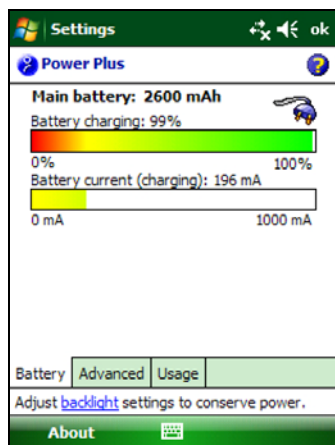 Settings ok
Power Plus
Main battery: 2600 mAh
Battery charging: 99%
0% 100%
Battery current (charging): 196 mA
0 mA 1000 mA
Battery Advanced Usage
Adjust backlight settings to conserve power.
About